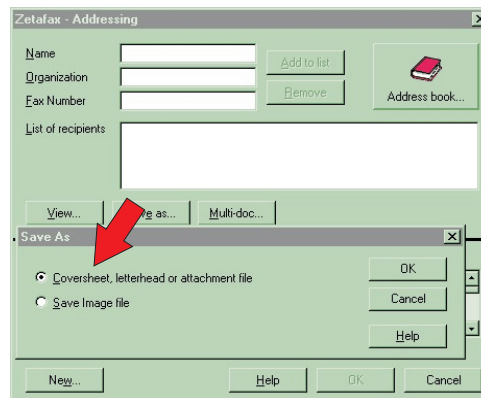 Zetafax - Addressing
Name
Add to list
Organization
Remove
Fax Number
Address book...
List of recipients
View... e as... Multi-doc...
Save As
Coversheet, letterhead or attachment file
OK
Save Image file
Cancel
Help
New... Help OK Cancel